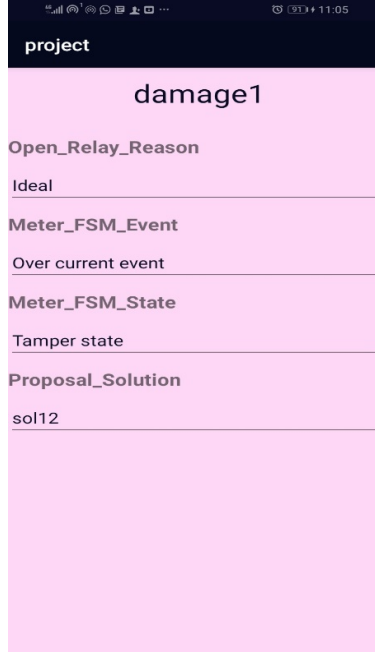 11:05
project
damage1
Open_Relay_Reason
Ideal
Meter_FSM_Event
Over current event
Meter_FSM_State
Tamper state
Proposal_Solution
sol12